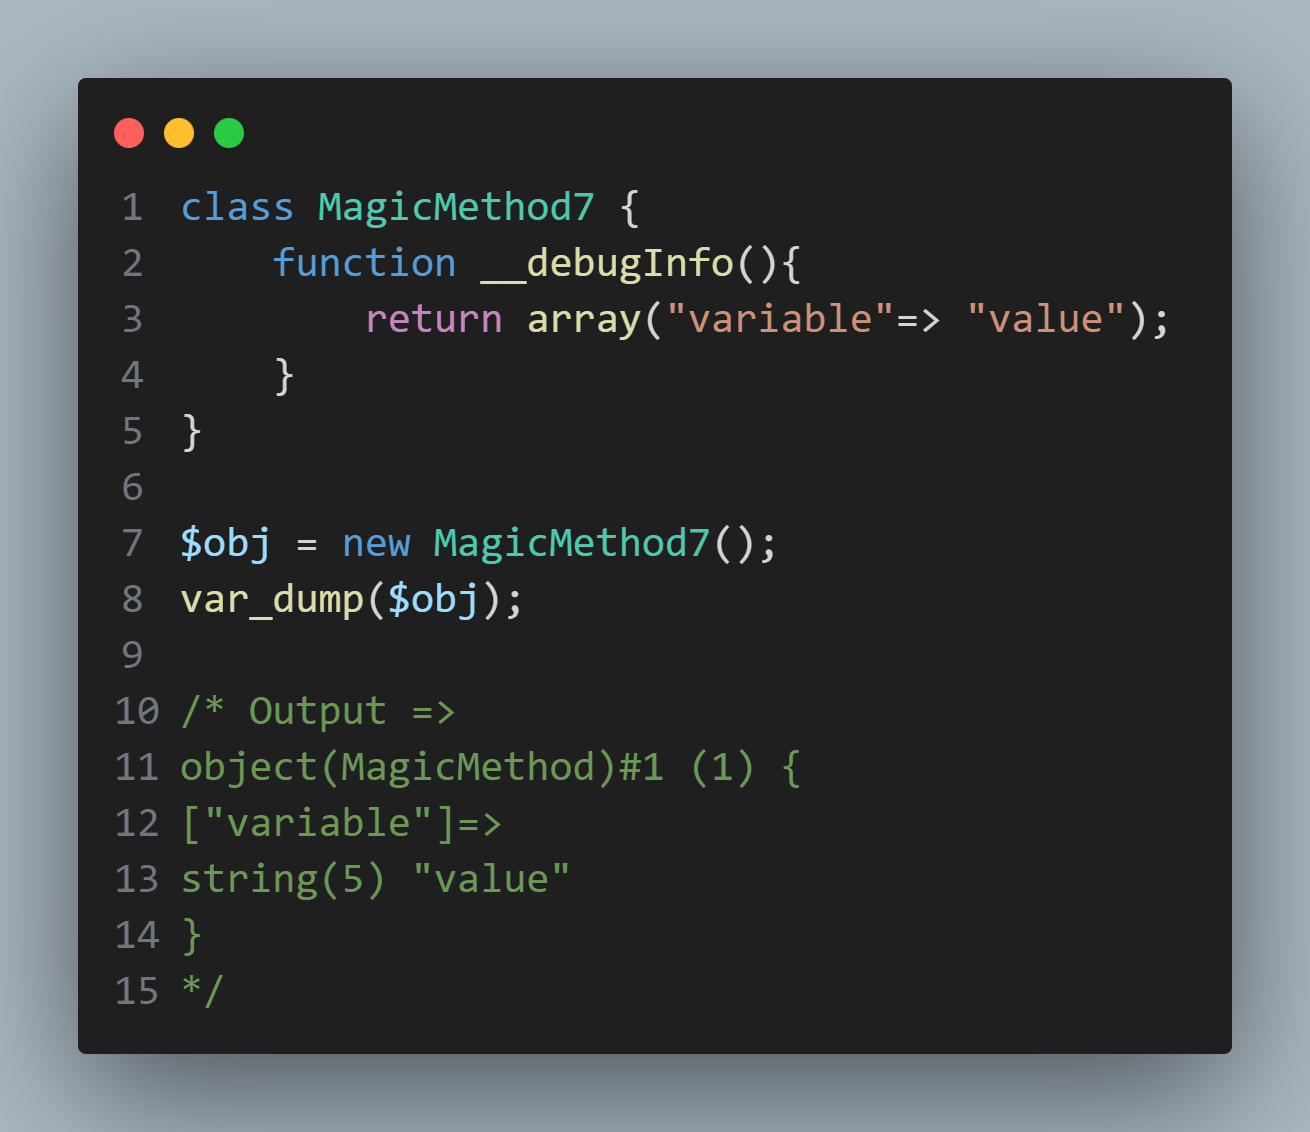 1 class MagicMethod7 {
2     function __debugInfo(){
3         return array("variable"=> "value");
4     }
5 }
6
7 $obj = new MagicMethod7();
8 var_dump($obj);
9
10 /* Output =>
11 object(MagicMethod)#1 (1) {
12 ["variable"]=>
13 string(5) "value"
14 }
15 */